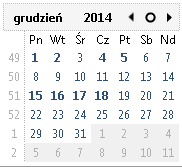 grudzień 2014
Pn Wt Śr Cz Pt Sb Nd
49 1 2 3 4 5 6 7
50 8 9 10 11 12 13 14
51 15 16 17 18 19 20 21
52 22 23 24 25 26 27 28
1 29 30 31 1 2 3 4
2 5 6 7 8 9 10 11